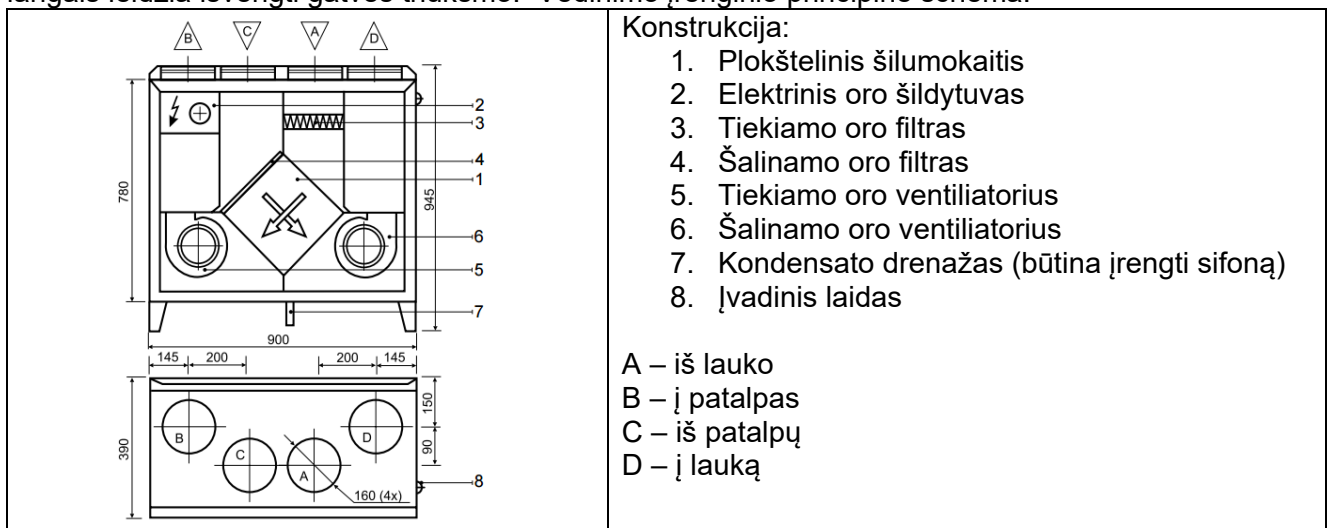 langais leidžia išvengti gatvės triukšmo. Vėdinimo įrenginio principinė schema:
B C A D
2
3
4
1
6
5
7
780
945
900
145 200 200 145
390
150
90
B
D
C
A
160 (4x)
8
Konstrukcija:
1. Plokštelinis šilumokaitis
2. Elektrinis oro šildytuvas
3. Tiekiamo oro filtras
4. Šalinamo oro filtras
5. Tiekiamo oro ventiliatorius
6. Šalinamo oro ventiliatorius
7. Kondensato drenažas (būtina įrengti sifoną)
8. Įvadinis laidas
A – iš lauko
B – į patalpas
C – iš patalpų
D – į lauką